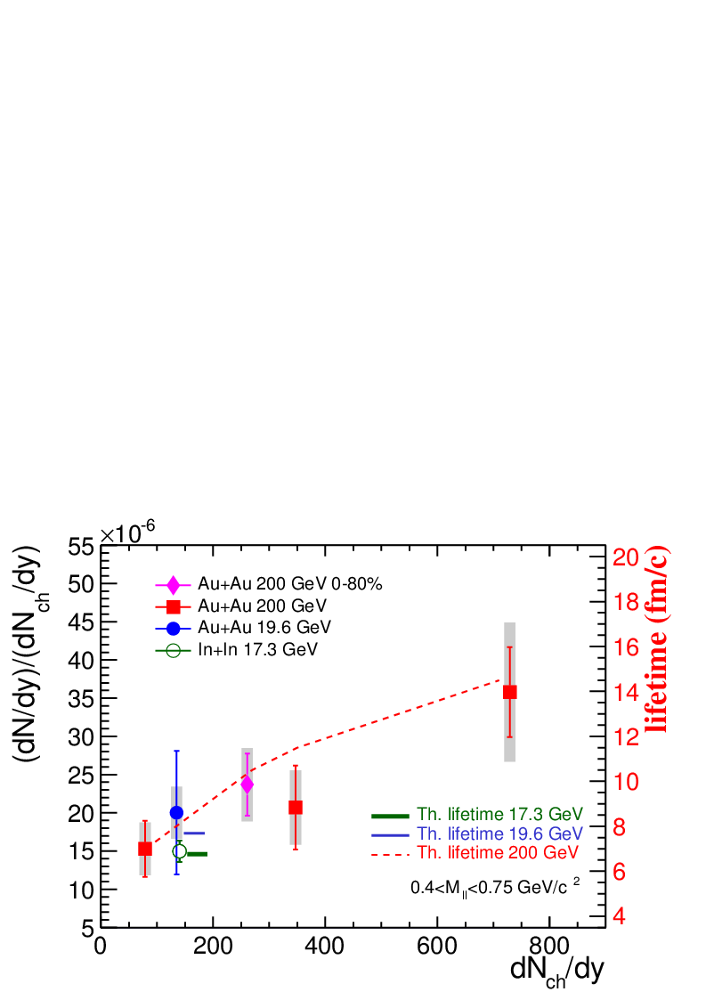 ×10-6
(dN/dy)/(dNch/dy)
55
50
45
40
35
30
25
20
15
10
5
Au+Au 200 GeV 0-80%
Au+Au 200 GeV
Au+Au 19.6 GeV
In+In 17.3 GeV
Th. lifetime 17.3 GeV
Th. lifetime 19.6 GeV
Th. lifetime 200 GeV
0.4<Mll<0.75 GeV/c 2
20
18
16
14
12
10
8
6
4
lifetime (fm/c)
0 200 400 600 800
dNch/dy